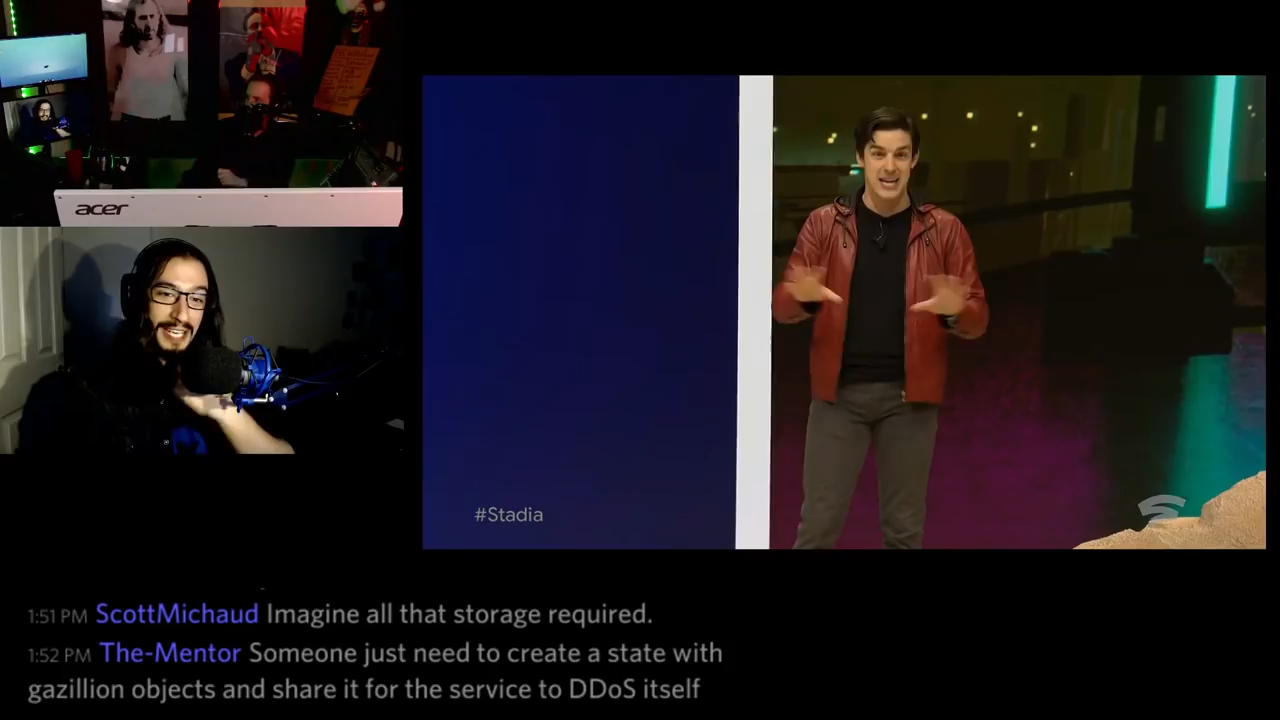 acer
#Stadia
1:51 PM ScottMichaud Imagine all that storage required.
1:52 PM The-Mentor Someone just need to create a state with
gazillion objects and share it for the service to DDoS itself